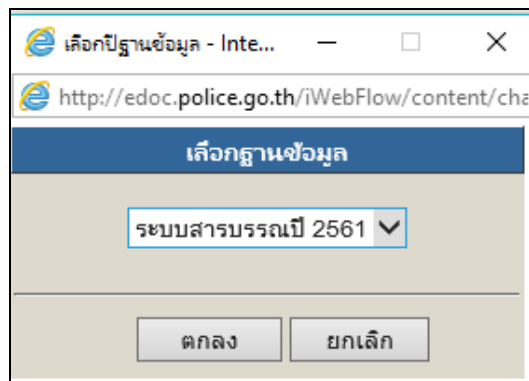 เลือกปีฐานข้อมูล - Inte...
http://edoc.police.go.th/iWebFlow/content/cha
เลือกฐานข้อมูล
ระบบสารบรรณปี 2561
ตกลง ยกเลิก